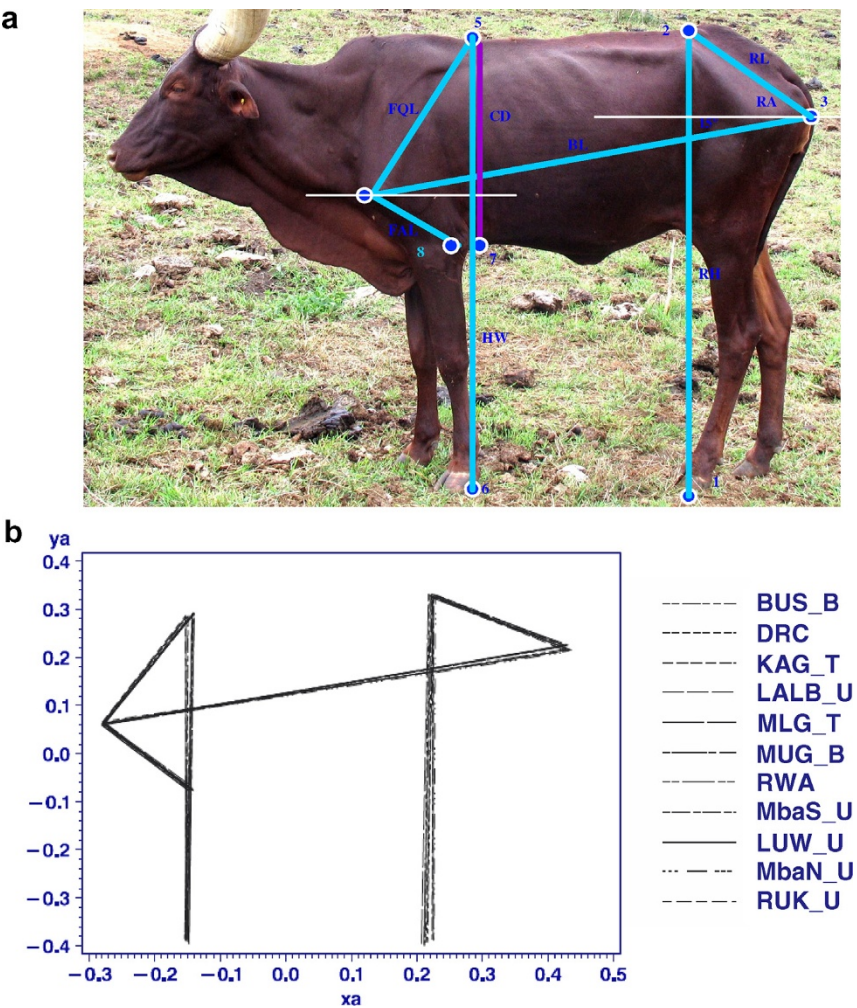 a
5
2
RL
FQL
CD
RA
3
BL
FAL
8
7
RH
HW
6
1
b
ya
0.4
0.3
0.2
0.1
0.0
−0.1
−0.2
−0.3
−0.4
−0.3
−0.2
−0.1
0.0
0.1
0.2
0.3
0.4
0.5
xa
BUS_B
DRC
KAG_T
LALB_U
MLG_T
MUG_B
RWA
MbaS_U
LUW_U
MbaN_U
RUK_U